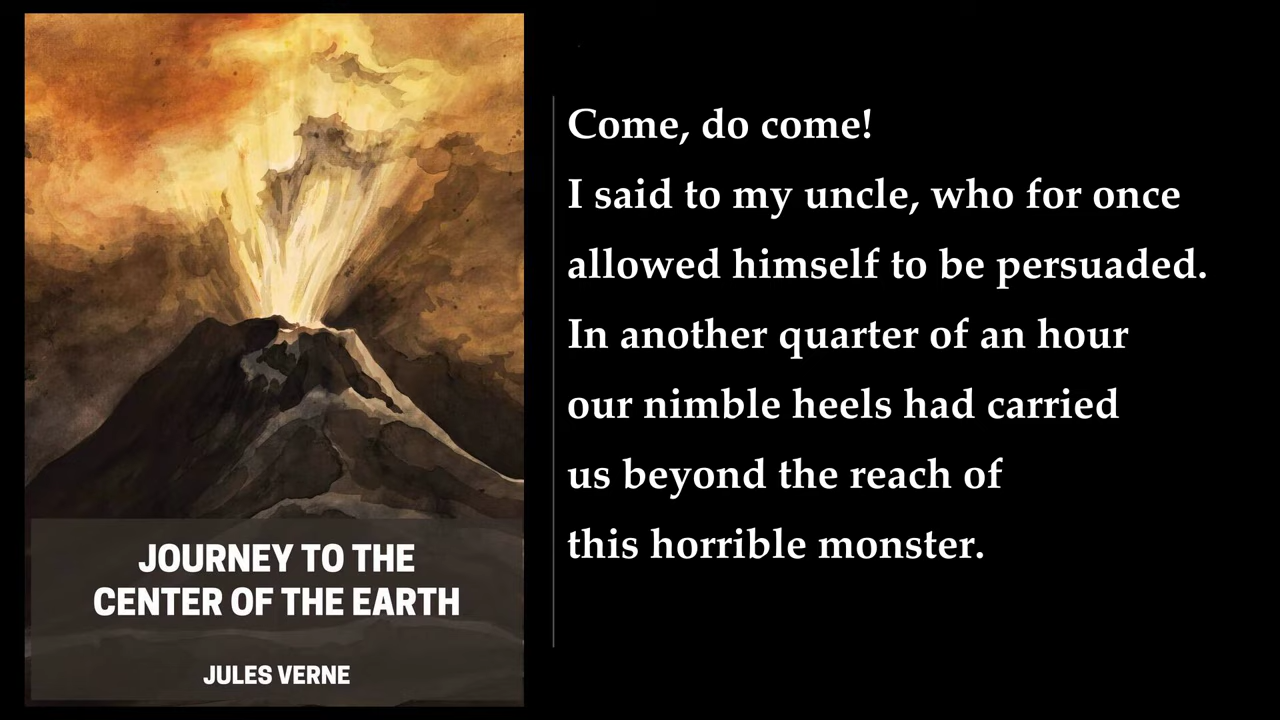 JOURNEY TO THE
CENTER OF THE EARTH
JULES VERNE
Come, do come!
I said to my uncle, who for once
allowed himself to be persuaded.
In another quarter of an hour
our nimble heels had carried
us beyond the reach of
this horrible monster.